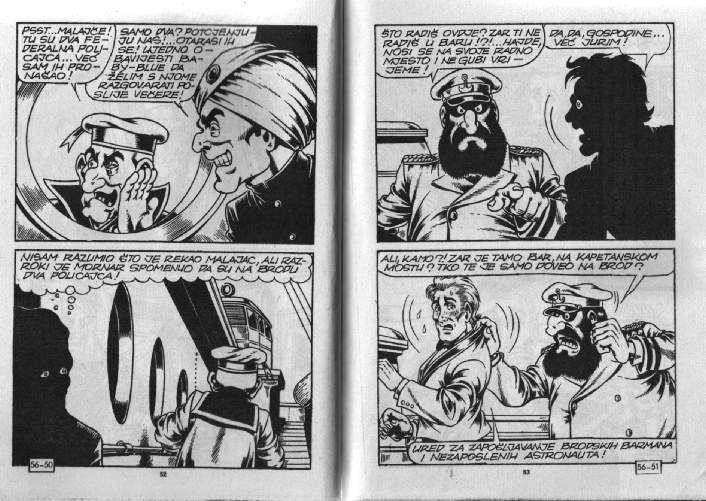 PSST...MALAJČE!
TU SU DVA FE-
DERALNA POLI-
CAJCA... VEĆ
SAM IH PRO-
NAŠAO!
SAMO DVA? POTCJENJU-
JU NAS!...OTARASI IH
SE! UJEDNO O-
BAVIJESTI BA-
BY-BLUE DA
ŽELIM S NJOME
RAZGOVARATI PO-
SLIJE VEČERE!
NISAM RAZUMIO ŠTO JE REKAO MALAJAC, ALI RAZ-
ROKI JE MORNAR SPOMENUO DA SU NA BRODU
DVA POLICAJCA!
56-50
52
ŠTO RADIŠ OVDJE? ZAR TI NE
RADIŠ U BARU!?!...HAJDE,
NOSI SE NA SVOJE RADNO
MJESTO I NE GUBI VRI-
JEME!
DA, DA, GOSPODINE...
VEĆ JURIM!
ALI, KAMO?! ZAR JE TAMO BAR, NA KAPETANSKOM
MOSTU? TKO TE JE SAMO DOVEO NA BROD?
URED ZA ZAPOŠLJAVANJE BRODSKIH BARMANA
I NEZAPOSLENIH ASTRONAUTA!
53
56-51